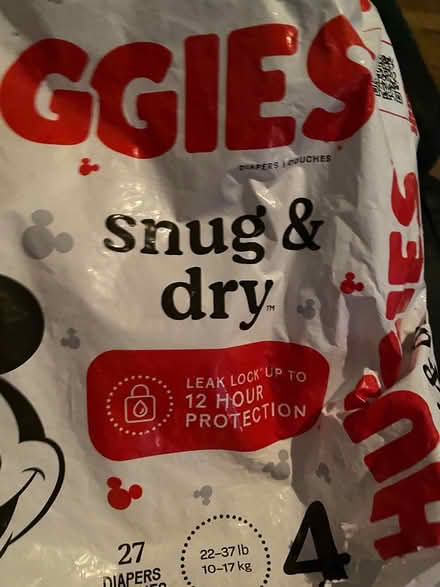 GGIES
DIAPERS | COUCHES
snug &
dry™
LEAK LOCK® UP TO
12 HOUR
PROTECTION
27
DIAPERS
22–37 lb
10–17 kg
4
HUGGIES